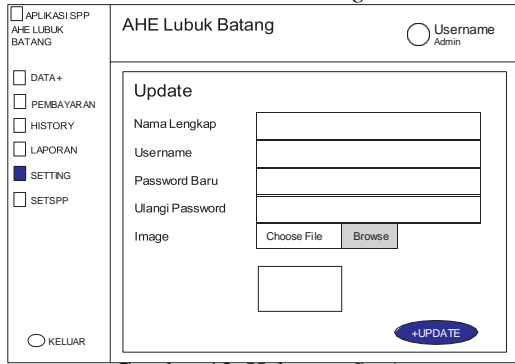 APLIKASI SPP
AHE LUBUK
BATANG
AHE Lubuk Batang
Username
Admin
DATA+
PEMBAYARAN
HISTORY
LAPORAN
SETTING
SETSPP
KELUAR
Update
Nama Lengkap
Username
Password Baru
Ulangi Password
Image
Choose File
Browse
+UPDATE